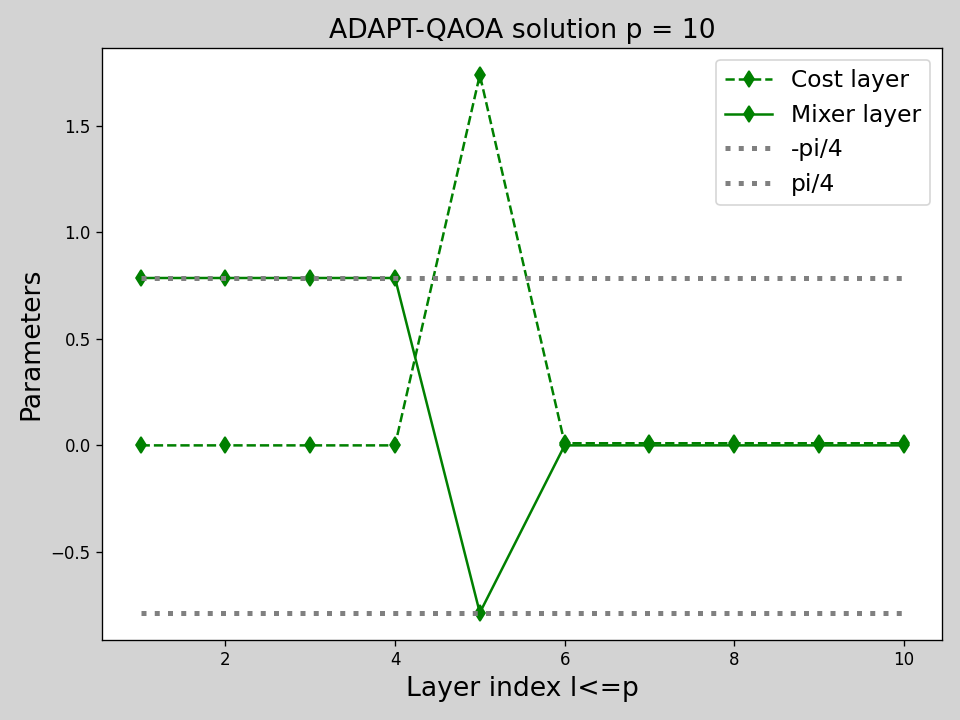 ADAPT-QAOA solution p = 10
Cost layer
Mixer layer
-pi/4
pi/4
Parameters
1.5
1.0
0.5
0.0
−0.5
2
4
6
8
10
Layer index l<=p